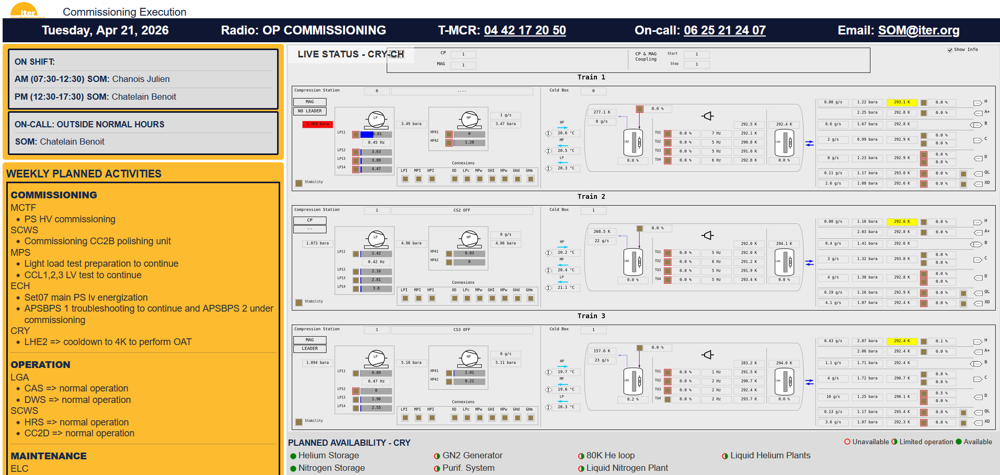 iter
Commissioning Execution
Tuesday, Apr 21, 2026 Radio: OP COMMISSIONING T-MCR: 04 42 17 20 50 On-call: 06 25 21 24 07 Email: SOM@iter.org
ON SHIFT:
AM (07:30-12:30) SOM: Chanois Julien
PM (12:30-17:30) SOM: Chatelain Benoit
ON-CALL: OUTSIDE NORMAL HOURS
SOM: Chatelain Benoit
WEEKLY PLANNED ACTIVITIES
COMMISSIONING
MCTF
• PS HV commissioning
SCWS
• Commissioning CC2B polishing unit
MPS
• Light load test preparation to continue
• CCL1,2,3 LV test to continue
ECH
• Set07 main PS lv energization
• APSBPS 1 troubleshooting to continue and APSBPS 2 under
commissioning
CRY
• LHE2 => cooldown to 4K to perform OAT
OPERATION
LGA
• CAS => normal operation
• DWS => normal operation
SCWS
• HRS => normal operation
• CC2D => normal operation
MAINTENANCE
ELC
LIVE STATUS - CRY-CH
CP 1
MAG 1
CP & MAG Coupling
Start 1
Stop 1
Show Info
Train 1
Compression Station 0 ----
Cold Box 0
MAG
NO LEADER
3.464 bara
LP
3.49 bara
HP
1 g/s
3.47 bara
LP11
0.45 Hz
LP12 3.63
LP13 3.88
LP14 4.47
HP41 0
HP42 1.28
Connexions
LPI MPI HPI XD LPc MPw GHI HPw GHd GHm
Stability
HP
20.6 °C
MP
20.5 °C
LP
20.3 °C
277.1 K
0 g/s
0.0 %
LN2
0.0 %
292.5 K
TU1 0.0 % 7 Hz 292.1 K
TU2 0.0 % 5 Hz 290.8 K
TU3 0.0 % 5 Hz 291.0 K
TU4 0.0 % 6 Hz 292.8 K
292.4 K
LHe
0.0 %
0.00 g/s 1.22 bara 293.1 K 0.0 % H
2.25 bara 292.8 K A+
0.6 g/s 1.67 bara 292.8 K B
2 g/s 0.99 bara 292.9 K 0.0 % 0.0 % C
0 g/s 1.23 bara 292.9 K 0.0 % 0.0 % D
0.11 g/s 1.17 bara 293.0 K 0.0 % QL
2.6 g/s 1.08 bara 292.6 K 0.0 % XD
Train 2
Compression Station 1 CS2 OFF
Cold Box 1
CP
--
1.073 bara
LP
4.96 bara
HP
0 g/s
4.96 bara
LP11 2.42
0.42 Hz
LP12 2.16
LP13 2.81
LP14 3.8
HP41 0.03
HP42 0
Connexions
LPI MPI HPI XD LPc MPw GHI HPw GHd GHm
Stability
HP
20.2 °C
MP
20.4 °C
LP
21.1 °C
268.5 K
22 g/s
0.0 %
LN2
0.0 %
292.0 K
TU1 0.0 % 5 Hz 292.0 K
TU2 0.0 % 6 Hz 291.2 K
TU3 0.0 % 5 Hz 291.9 K
TU4 0.0 % 5 Hz 293.4 K
294.1 K
LHe
0.0 %
0.00 g/s 1.16 bara 292.6 K 0.0 % H
2.03 bara 292.8 K A+
0.4 g/s 1.41 bara 292.6 K B
3 g/s 1.32 bara 293.0 K 0.0 % 0.0 % C
4 g/s 1.30 bara 292.8 K 0.0 % 0.0 % D
0.19 g/s 1.16 bara 292.9 K 0.0 % QL
4.1 g/s 1.07 bara 292.4 K 0.0 % XD
Train 3
Compression Station 1 CS3 OFF
Cold Box 1
MAG
LEADER
1.094 bara
LP
5.10 bara
HP
0 g/s
5.11 bara
LP11 0.89
0.47 Hz
LP12 0
LP13 1.96
LP14 2.55
HP41 2.01
HP42 0.21
Connexions
LPI MPI HPI XD LPc MPw GHI HPw GHd GHm
Stability
HP
19.7 °C
MP
19.6 °C
LP
20.3 °C
157.6 K
23 g/s
0.0 %
LN2
0.2 %
283.2 K
TU1 0.0 % 1 Hz 291.5 K
TU2 0.0 % 2 Hz 290.7 K
TU3 0.0 % 2 Hz 292.4 K
TU4 0.0 % 2 Hz 293.7 K
294.0 K
LHe
0.0 %
0.43 g/s 2.07 bara 292.4 K 0.1 % H
2.06 bara 292.4 K A+
1.1 g/s 1.71 bara 292.4 K B
4 g/s 1.72 bara 290.7 K 0.0 % 0.0 % C
10 g/s 1.25 bara 290.1 K 0.5 % 0.0 % D
0.13 g/s 1.17 bara 293.4 K 0.0 % QL
3.6 g/s 1.07 bara 292.3 K 0.0 % XD
PLANNED AVAILABILITY - CRY
Unavailable Limited operation Available
Helium Storage GN2 Generator 80K He loop Liquid Helium Plants
Nitrogen Storage Purif. System Liquid Nitrogen Plant